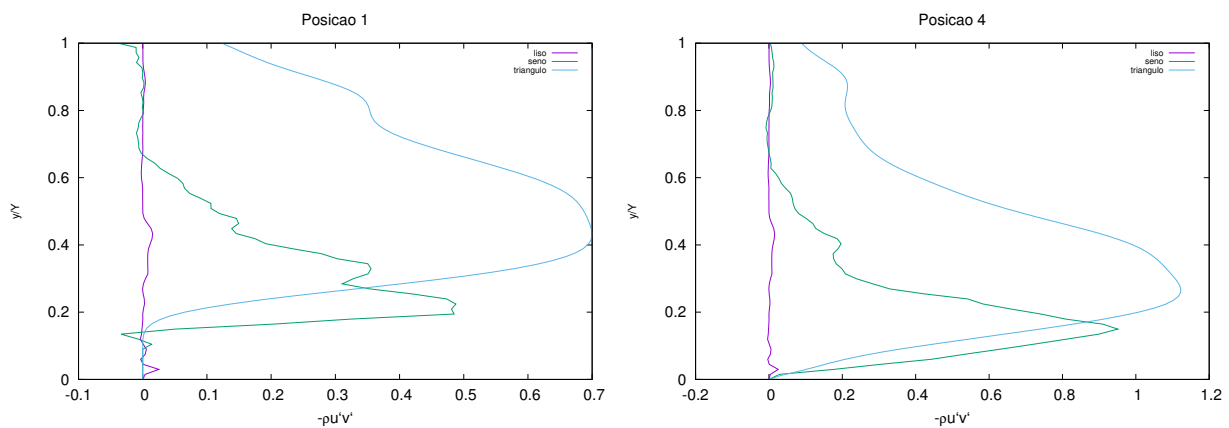 Posicao 1
liso
seno
triangulo
1
0.8
0.6
0.4
0.2
0
y/Y
-0.1 0 0.1 0.2 0.3 0.4 0.5 0.6 0.7
-ρu‘v‘
Posicao 4
liso
seno
triangulo
1
0.8
0.6
0.4
0.2
0
y/Y
-0.2 0 0.2 0.4 0.6 0.8 1 1.2
-ρu‘v‘